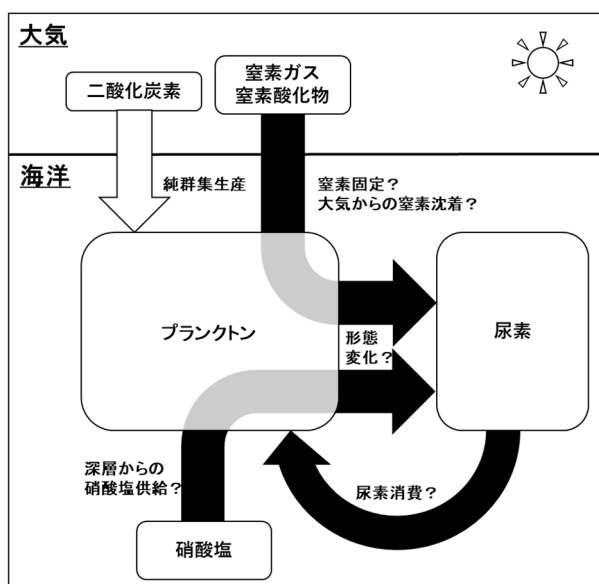 大気
二酸化炭素
窒素ガス
窒素酸化物
海洋
純群集生産
窒素固定？
大気からの窒素沈着？
プランクトン
尿素
形態
変化？
深層からの
硝酸塩供給？
尿素消費？
硝酸塩